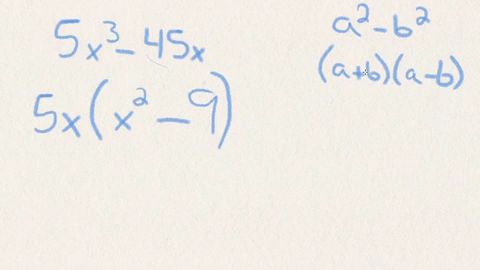 5x³ - 45x
5x(x² - 9)
a² - b²
(a+b)(a-b)